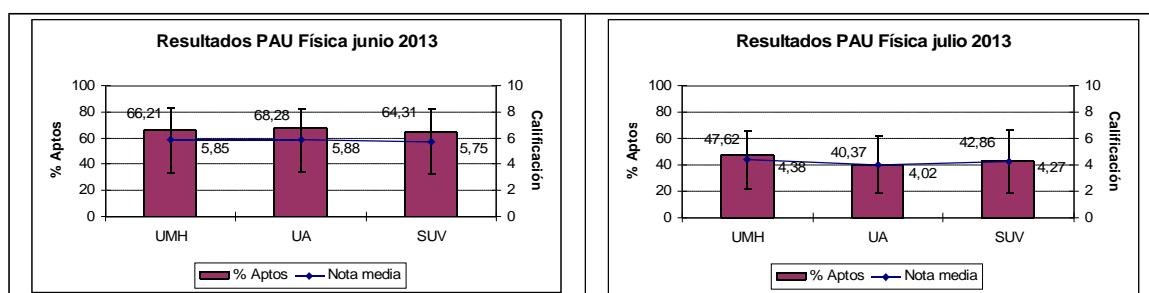 Resultados PAU Física junio 2013
100
80
60
40
20
0
% Aptos
66,21
68,28
64,31
5,85
5,88
5,75
10
8
6
4
2
0
Calificación
UMH
UA
SUV
% Aptos
Nota media
Resultados PAU Física julio 2013
100
80
60
40
20
0
% Aptos
47,62
40,37
42,86
4,38
4,02
4,27
10
8
6
4
2
0
Calificación
UMH
UA
SUV
% Aptos
Nota media